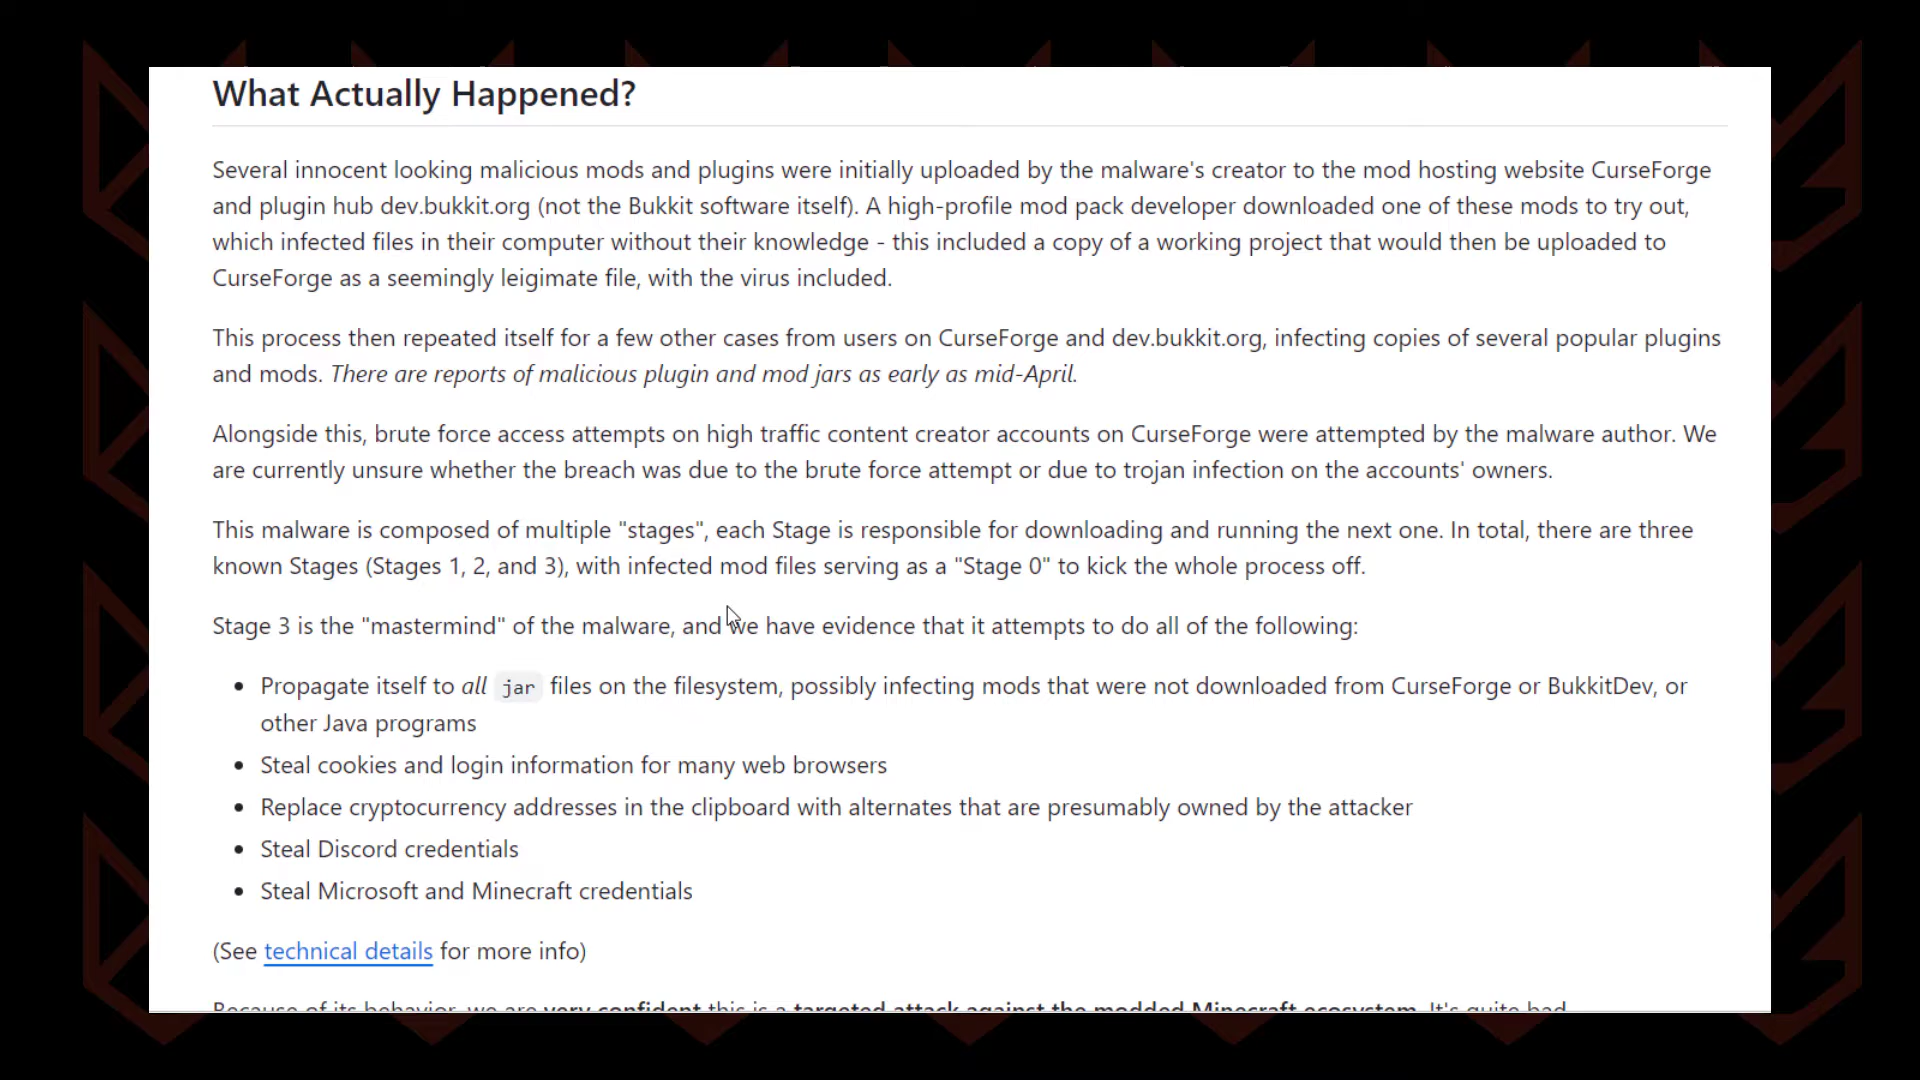 What Actually Happened?
Several innocent looking malicious mods and plugins were initially uploaded by the malware's creator to the mod hosting website CurseForge
and plugin hub dev.bukkit.org (not the Bukkit software itself). A high-profile mod pack developer downloaded one of these mods to try out,
which infected files in their computer without their knowledge - this included a copy of a working project that would then be uploaded to
CurseForge as a seemingly leigimate file, with the virus included.
This process then repeated itself for a few other cases from users on CurseForge and dev.bukkit.org, infecting copies of several popular plugins
and mods. There are reports of malicious plugin and mod jars as early as mid-April.
Alongside this, brute force access attempts on high traffic content creator accounts on CurseForge were attempted by the malware author. We
are currently unsure whether the breach was due to the brute force attempt or due to trojan infection on the accounts' owners.
This malware is composed of multiple "stages", each Stage is responsible for downloading and running the next one. In total, there are three
known Stages (Stages 1, 2, and 3), with infected mod files serving as a "Stage 0" to kick the whole process off.
Stage 3 is the "mastermind" of the malware, and we have evidence that it attempts to do all of the following:
• Propagate itself to all jar files on the filesystem, possibly infecting mods that were not downloaded from CurseForge or BukkitDev, or
other Java programs
• Steal cookies and login information for many web browsers
• Replace cryptocurrency addresses in the clipboard with alternates that are presumably owned by the attacker
• Steal Discord credentials
• Steal Microsoft and Minecraft credentials
(See technical details for more info)
Because of its behavior, we are very confident this is a targeted attack against the modded Minecraft ecosystem. It's quite bad